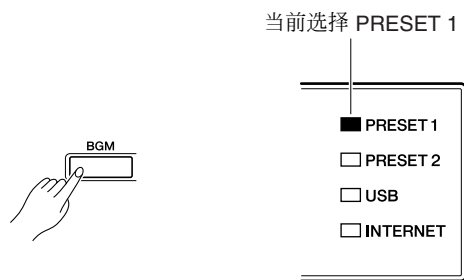 当前选择 PRESET 1
BGM
PRESET 1
PRESET 2
USB
INTERNET